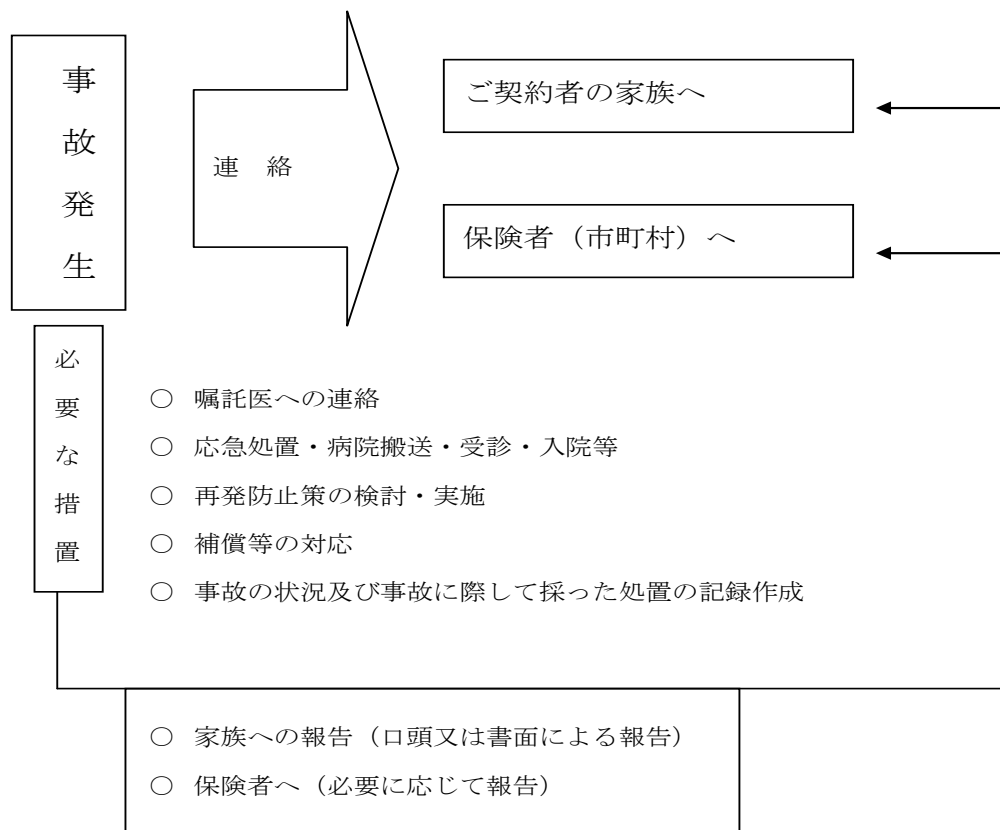 事故発生
連　絡
ご契約者の家族へ
保険者（市町村）へ
必要な措置
○ 嘱託医への連絡
○ 応急処置・病院搬送・受診・入院等
○ 再発防止策の検討・実施
○ 補償等の対応
○ 事故の状況及び事故に際して採った処置の記録作成
○ 家族への報告（口頭又は書面による報告）
○ 保険者へ（必要に応じて報告）